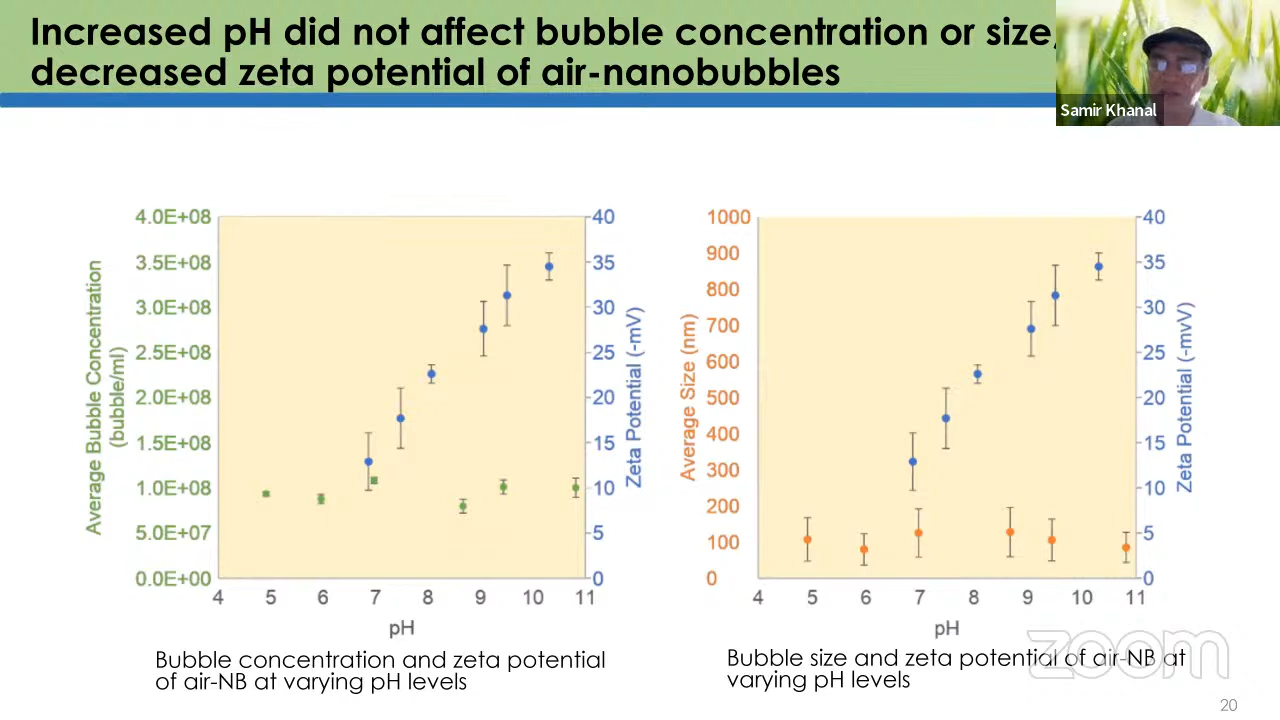 Increased pH did not affect bubble concentration or size,
decreased zeta potential of air-nanobubbles
Samir Khanal
4.0E+08
3.5E+08
3.0E+08
2.5E+08
2.0E+08
1.5E+08
1.0E+08
5.0E+07
0.0E+00
Average Bubble Concentration
(bubble/ml)
40
35
30
25
20
15
10
5
0
Zeta Potential (-mV)
4 5 6 7 8 9 10 11
pH
Bubble concentration and zeta potential
of air-NB at varying pH levels
1000
900
800
700
600
500
400
300
200
100
0
Average Size (nm)
40
35
30
25
20
15
10
5
0
Zeta Potential (-mvV)
4 5 6 7 8 9 10 11
pH
Bubble size and zeta potential of air-NB at
varying pH levels
zoom
20